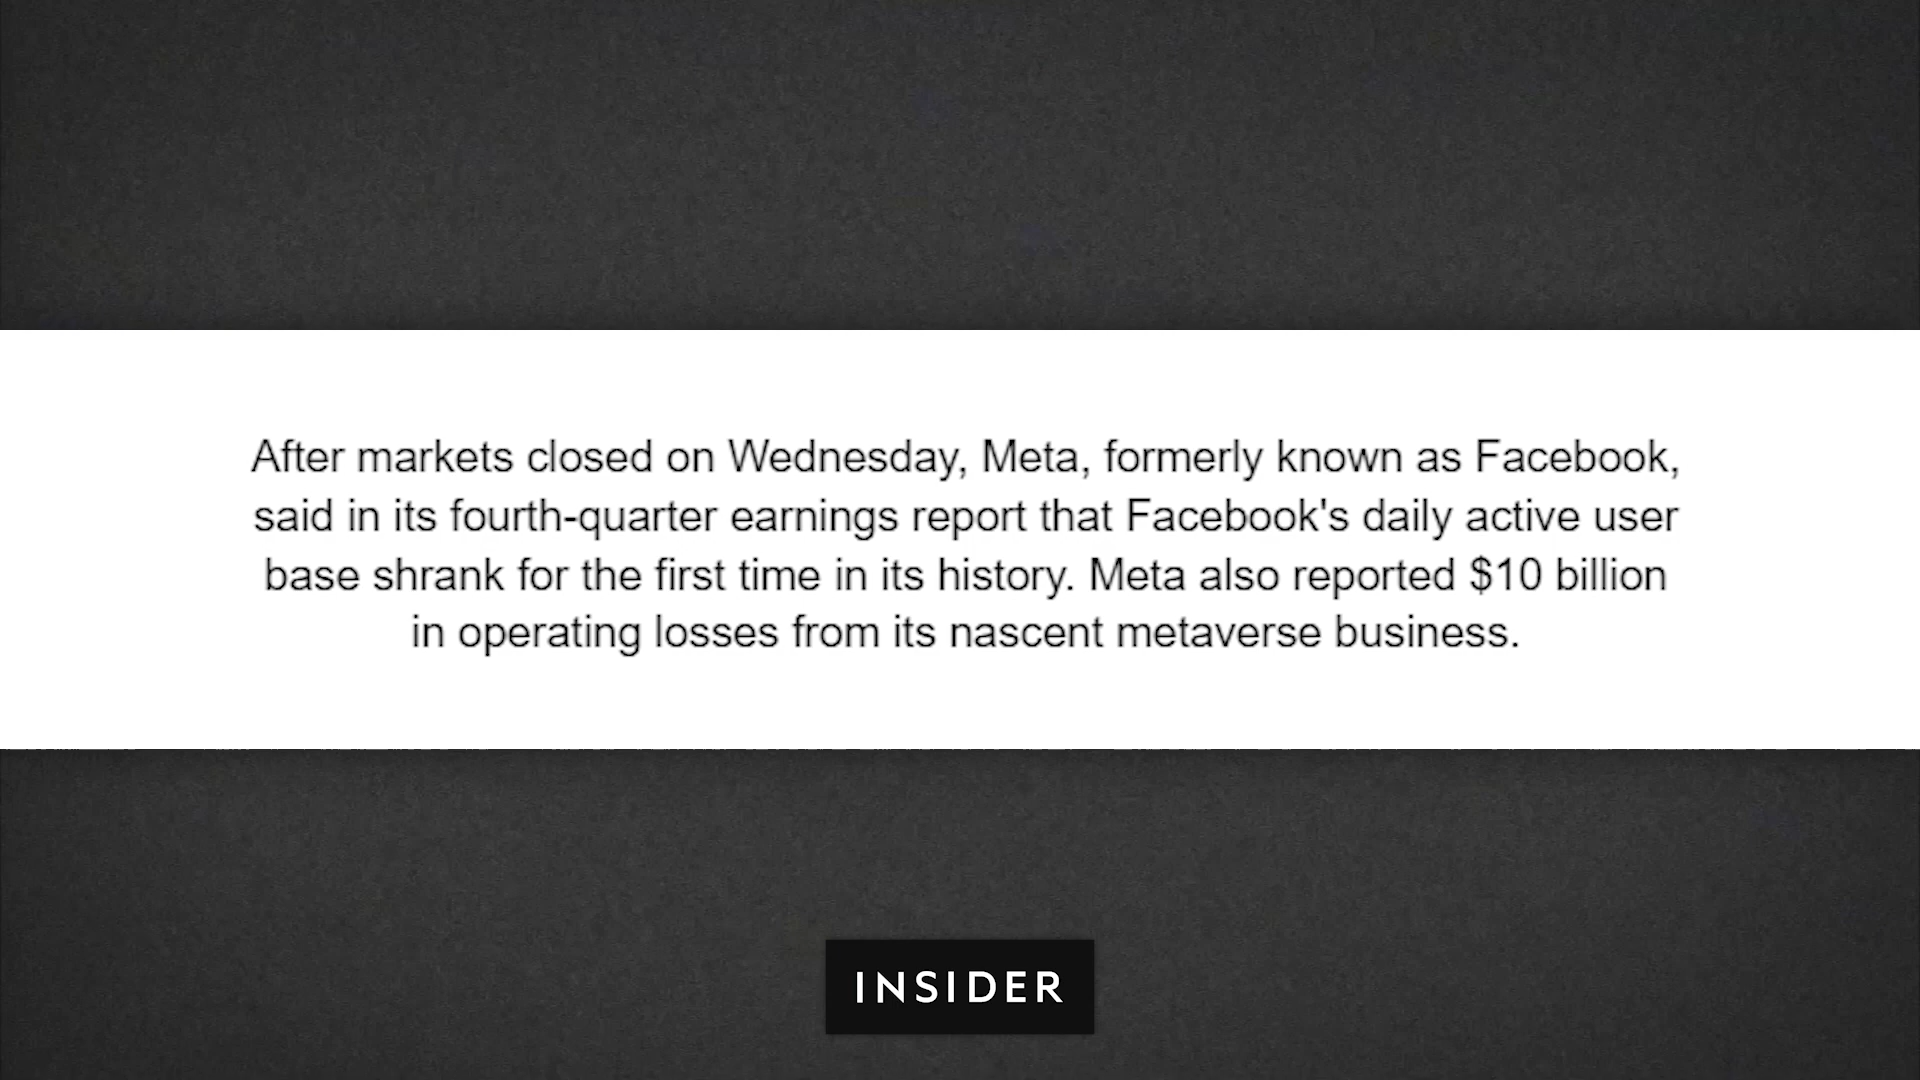 After markets closed on Wednesday, Meta, formerly known as Facebook,
said in its fourth-quarter earnings report that Facebook's daily active user
base shrank for the first time in its history. Meta also reported $10 billion
in operating losses from its nascent metaverse business.
INSIDER